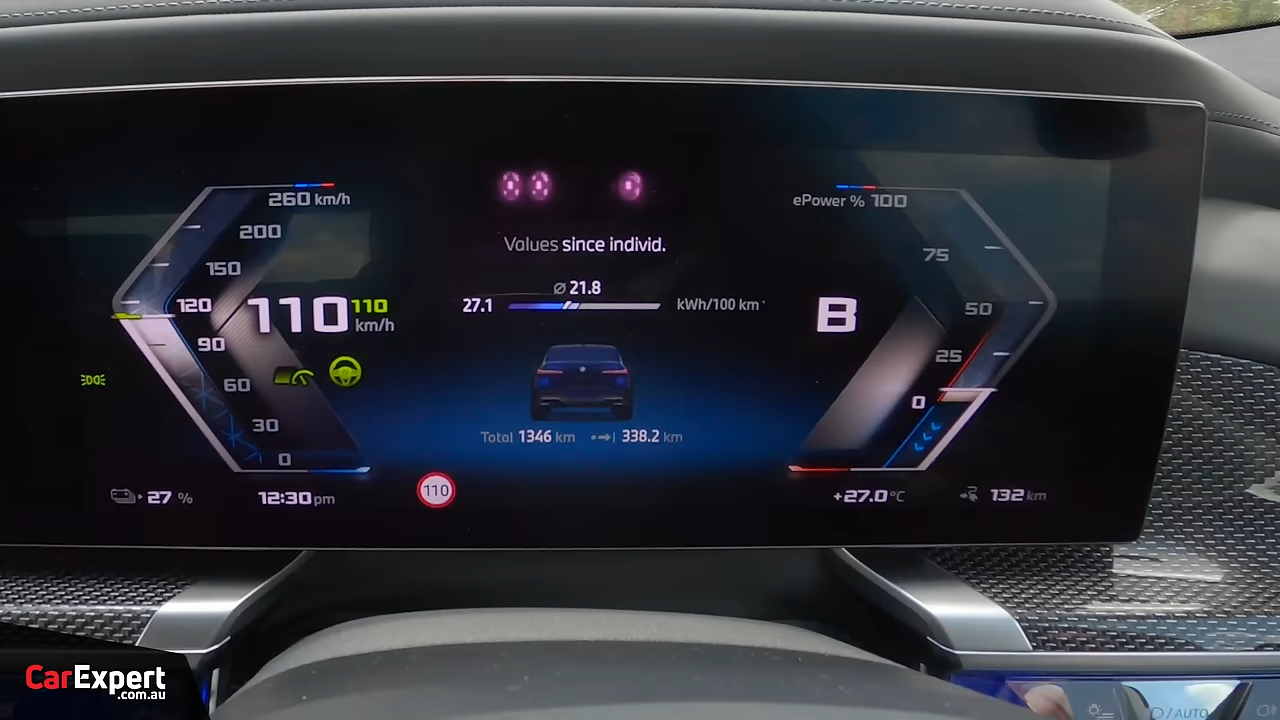 260 km/h
200
150
120
90
60
30
0
110 110
km/h
Values since individ.
Ø 21.8
27.1 kWh/100 km
B
ePower % 100
75
50
25
0
Total 1346 km 338.2 km
27 %
12:30 pm
110
+27.0 °C
132 km
CarExpert
.com.au
/AUTO